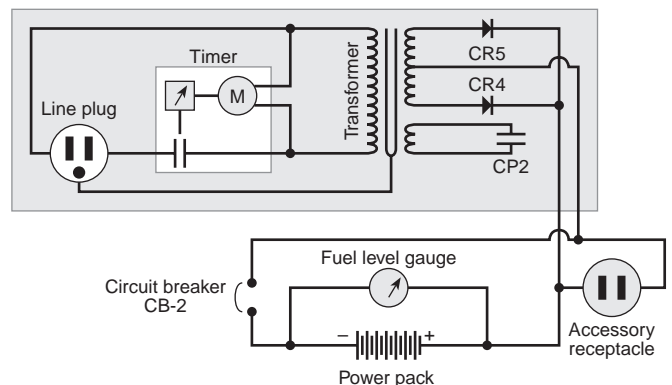 Timer
CR5
Transformer
M
CR4
Line plug
CP2
Fuel level gauge
Circuit breaker
CB-2
– +
Accessory
receptacle
Power pack